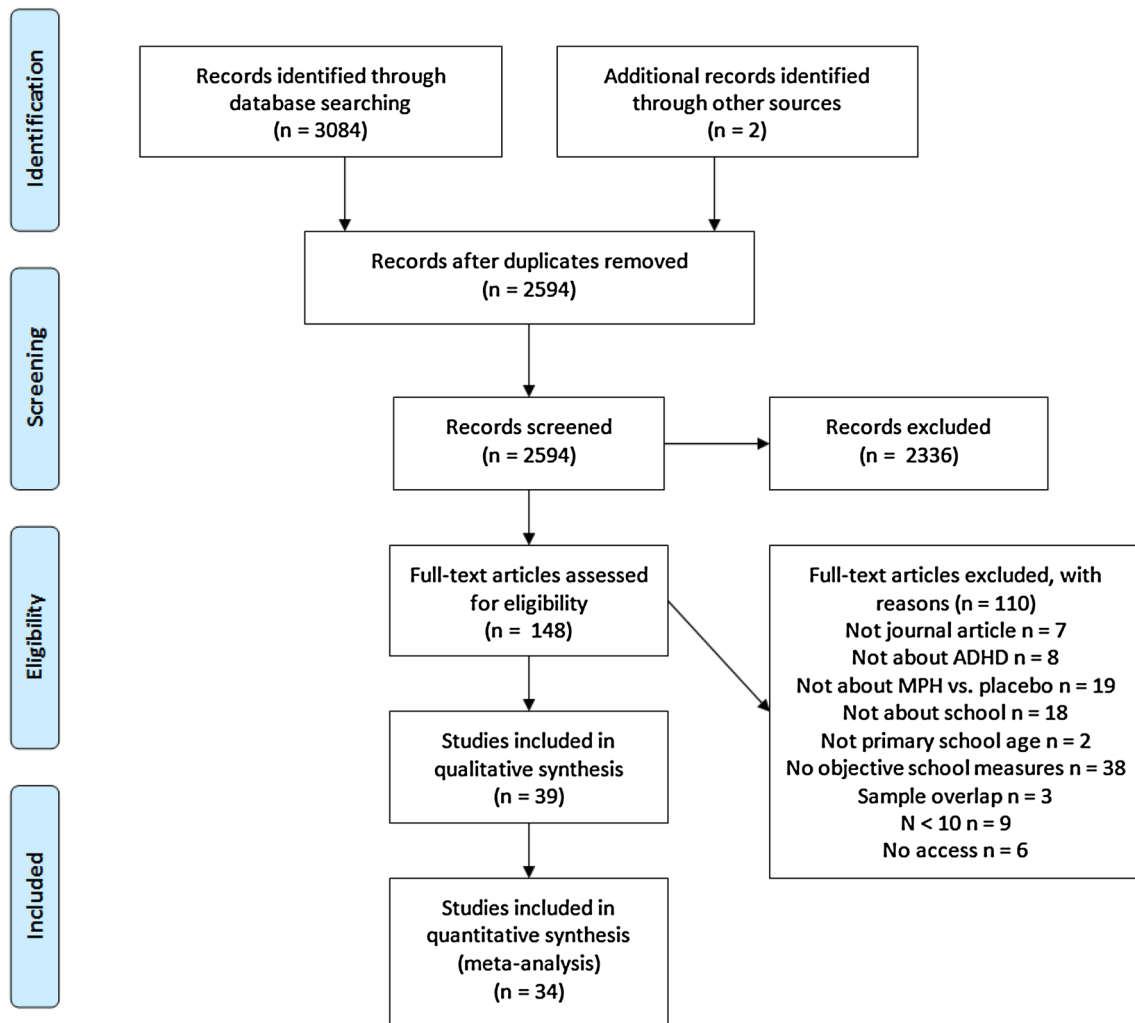 Identification
Records identified through
database searching
(n = 3084)
Additional records identified
through other sources
(n = 2)
Records after duplicates removed
(n = 2594)
Screening
Records screened
(n = 2594)
Records excluded
(n = 2336)
Eligibility
Full-text articles assessed
for eligibility
(n = 148)
Full-text articles excluded, with
reasons (n = 110)
Not journal article n = 7
Not about ADHD n = 8
Not about MPH vs. placebo n = 19
Not about school n = 18
Not primary school age n = 2
No objective school measures n = 38
Sample overlap n = 3
N < 10 n = 9
No access n = 6
Studies included in
qualitative synthesis
(n = 39)
Included
Studies included in
quantitative synthesis
(meta-analysis)
(n = 34)